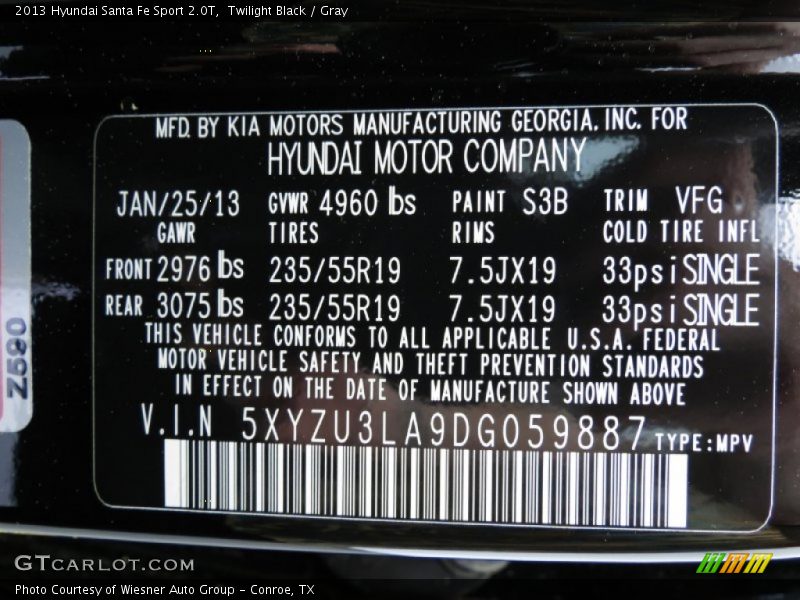 2013 Hyundai Santa Fe Sport 2.0T,  Twilight Black / Gray
MFD. BY KIA MOTORS MANUFACTURING GEORGIA. INC. FOR
HYUNDAI MOTOR COMPANY
JAN/25/13 GVWR 4960 lbs PAINT S3B TRIM VFG
GAWR TIRES RIMS COLD TIRE INFL
FRONT 2976 lbs 235/55R19 7.5JX19 33psi SINGLE
REAR 3075 lbs 235/55R19 7.5JX19 33psi SINGLE
THIS VEHICLE CONFORMS TO ALL APPLICABLE U.S.A. FEDERAL
MOTOR VEHICLE SAFETY AND THEFT PREVENTION STANDARDS
IN EFFECT ON THE DATE OF MANUFACTURE SHOWN ABOVE
V.I.N 5XYZU3LA9DG059887 TYPE:MPV
Z590
GTCARLOT.COM
Photo Courtesy of Wiesner Auto Group - Conroe, TX